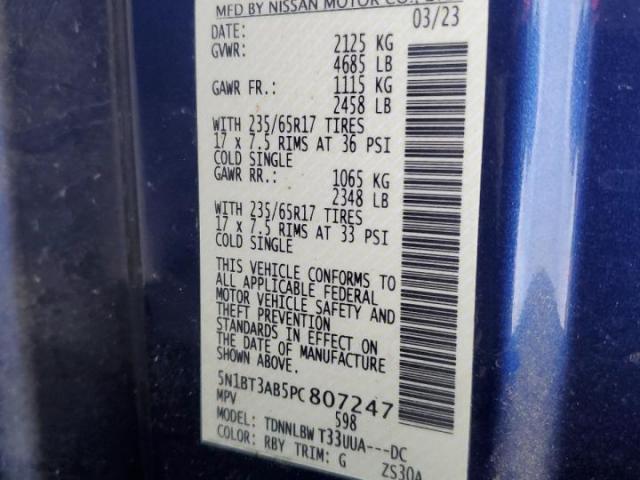 MFD BY NISSAN MOTOR CO.,
DATE: 03/23
GVWR: 2125 KG
4685 LB
GAWR FR.: 1115 KG
2458 LB
WITH 235/65R17 TIRES
17 x 7.5 RIMS AT 36 PSI
COLD SINGLE
GAWR RR.: 1065 KG
2348 LB
WITH 235/65R17 TIRES
17 x 7.5 RIMS AT 33 PSI
COLD SINGLE
THIS VEHICLE CONFORMS TO
ALL APPLICABLE FEDERAL
MOTOR VEHICLE SAFETY AND
THEFT PREVENTION
STANDARDS IN EFFECT ON
THE DATE OF MANUFACTURE
SHOWN ABOVE.
5N1BT3AB5PC807247
MPV 598
MODEL: TDNNLBW T33UUA---DC
COLOR: RBY TRIM: G ZS30A